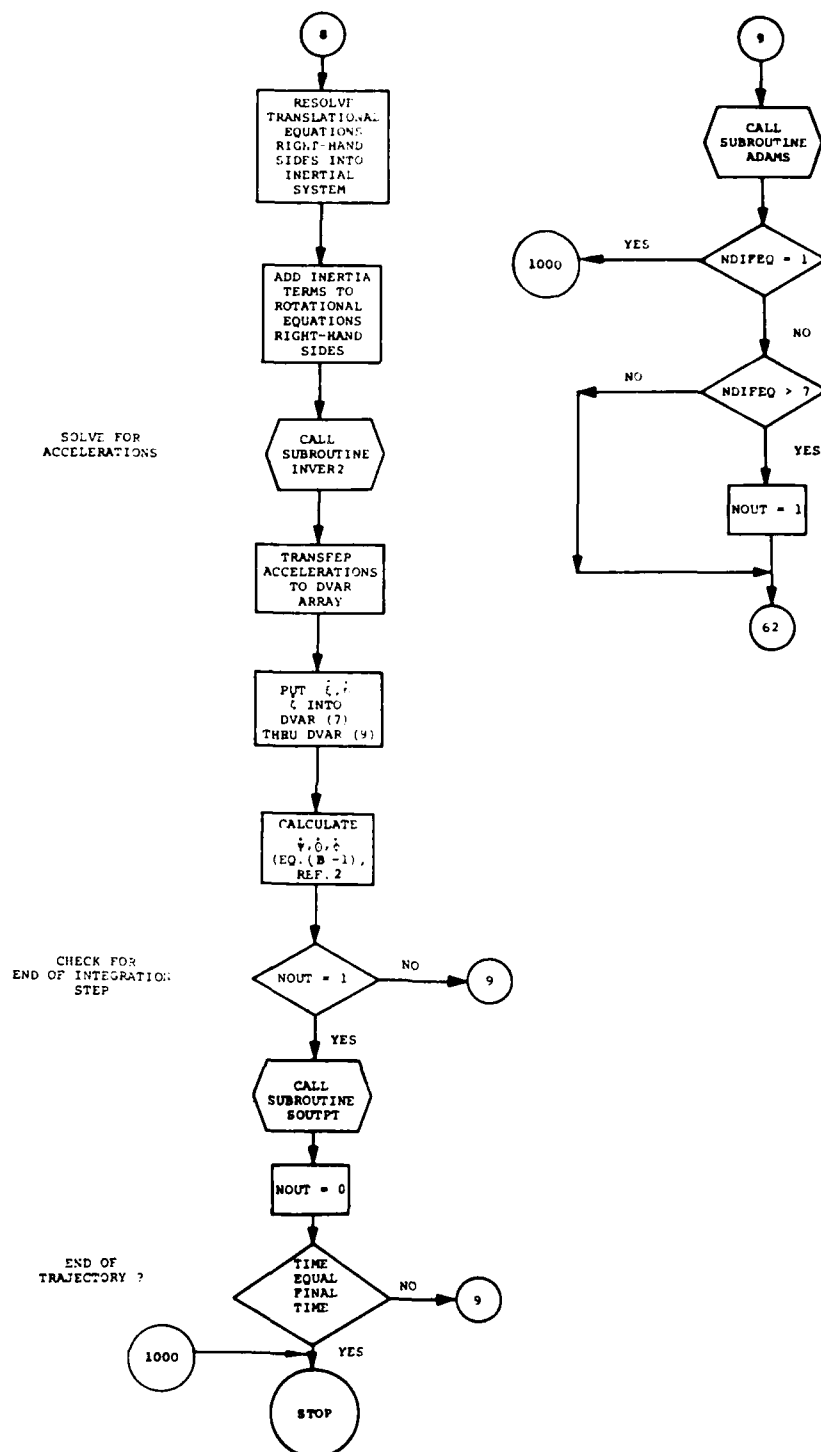 8
RESOLVE
TRANSLATIONAL
EQUATIONS
RIGHT-HAND
SIDES INTO
INERTIAL
SYSTEM
ADD INERTIA
TERMS TO
ROTATIONAL
EQUATIONS
RIGHT-HAND
SIDES
SOLVE FOR
ACCELERATIONS
CALL
SUBROUTINE
INVER2
TRANSFEP
ACCELERATIONS
TO DVAR
ARRAY
PUT
INTO
DVAR (7)
THRU DVAR (9)
CALCULATE
(EQ.(B-1),
REF.2
CHECK FOR
END OF INTEGRATION
STEP
NOUT = 1
NO
9
YES
CALL
SUBROUTINE
SOUTPT
NOUT = 0
END OF
TRAJECTORY ?
TIME
EQUAL
FINAL
TIME
NO
9
YES
1000
STOP
9
CALL
SUBROUTINE
ADAMS
NDIFEQ = 1
YES
1000
NO
NDIFEQ > 7
NO
YES
NOUT = 1
62